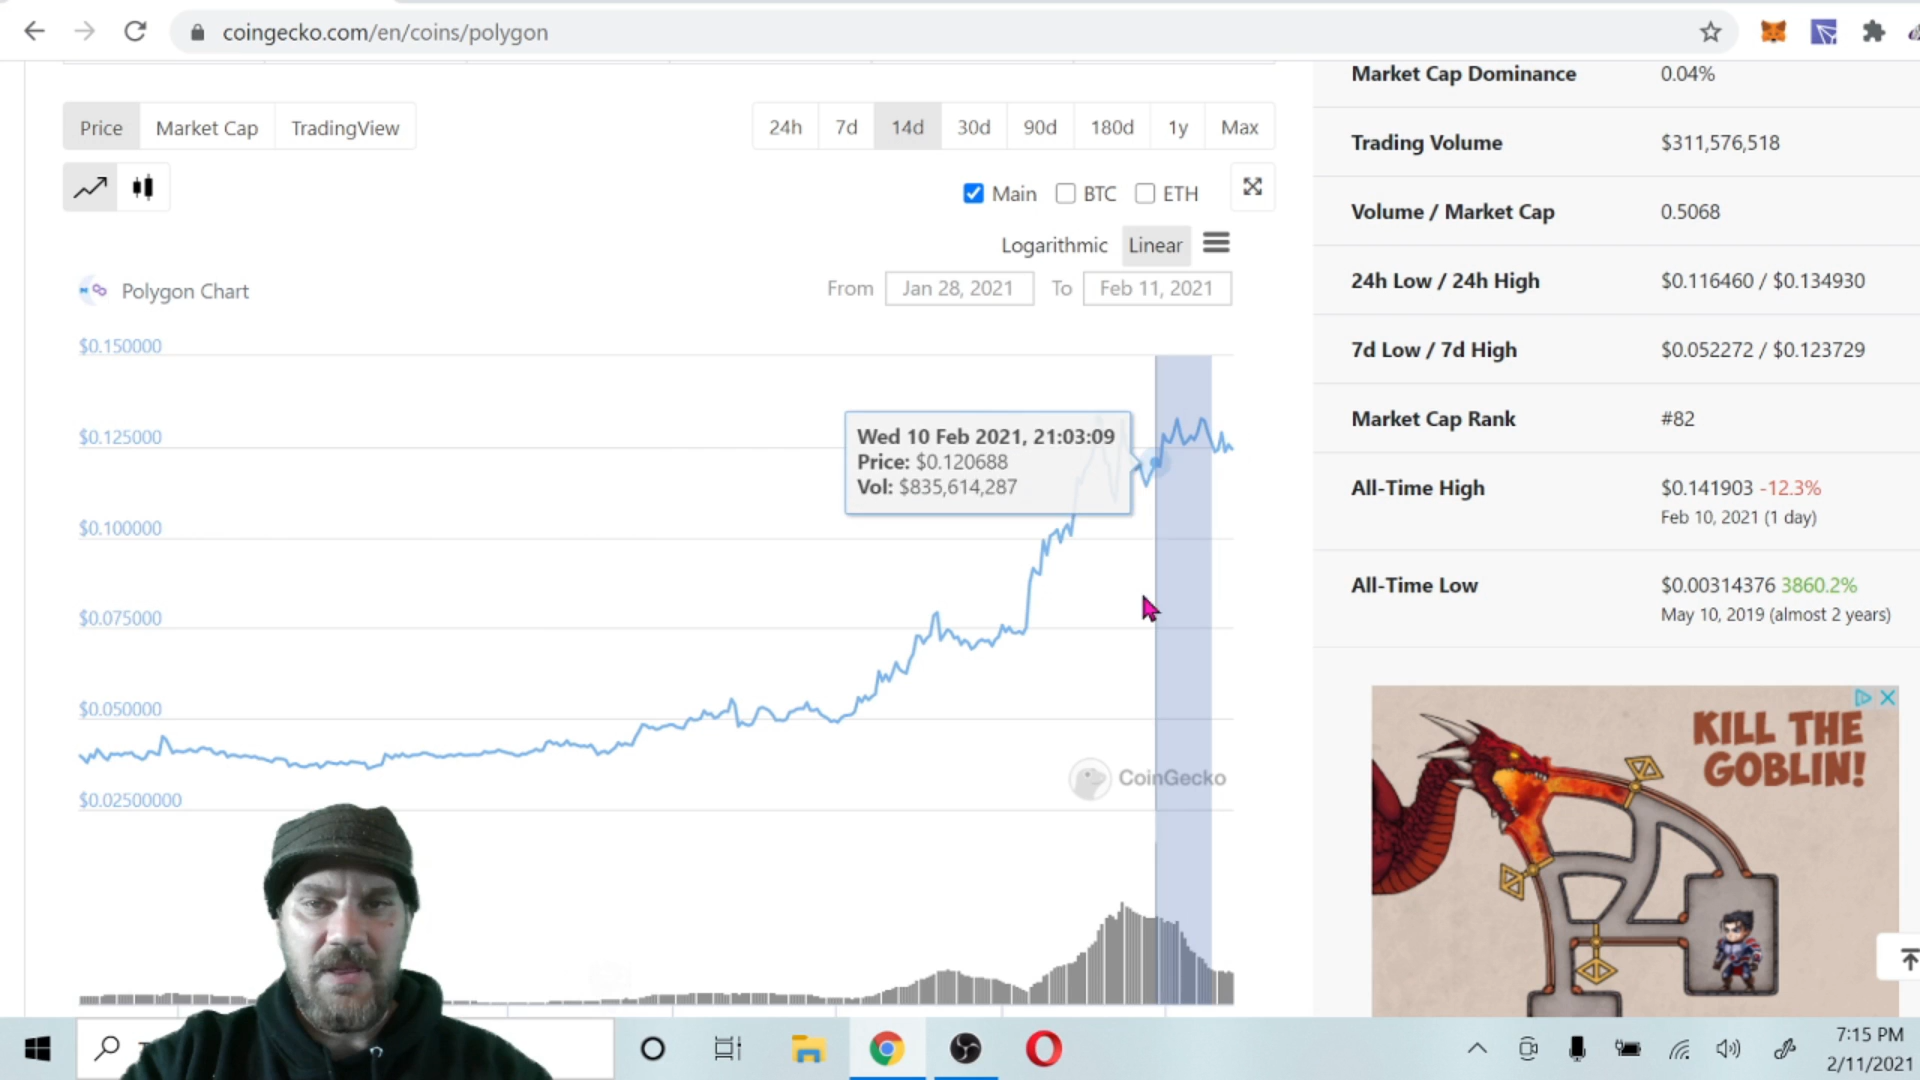 coingecko.com/en/coins/polygon
Price Market Cap TradingView
24h 7d 14d 30d 90d 180d 1y Max
Main BTC ETH
Logarithmic Linear
Polygon Chart
From Jan 28, 2021 To Feb 11, 2021
$0.150000
$0.125000
$0.100000
$0.075000
$0.050000
$0.02500000
Wed 10 Feb 2021, 21:03:09
Price: $0.120688
Vol: $835,614,287
CoinGecko
Market Cap Dominance 0.04%
Trading Volume $311,576,518
Volume / Market Cap 0.5068
24h Low / 24h High $0.116460 / $0.134930
7d Low / 7d High $0.052272 / $0.123729
Market Cap Rank #82
All-Time High $0.141903 -12.3%
Feb 10, 2021 (1 day)
All-Time Low $0.00314376 3860.2%
May 10, 2019 (almost 2 years)
KILL THE
GOBLIN!
7:15 PM
2/11/2021